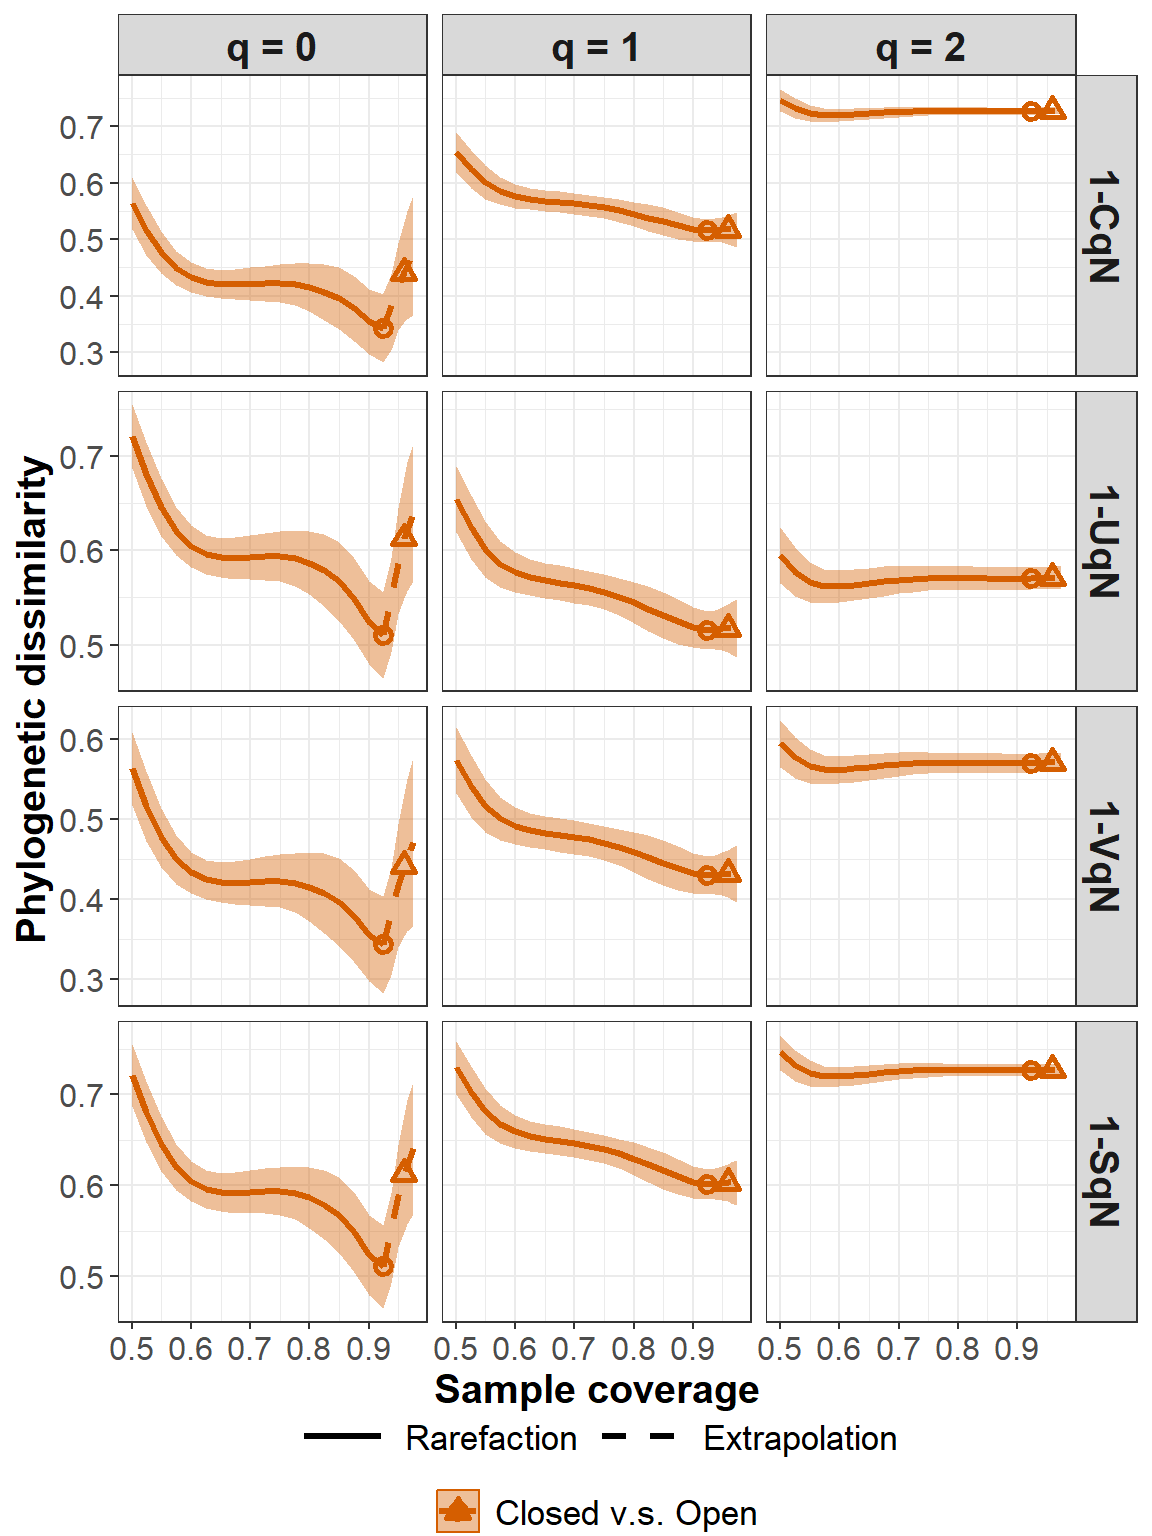 q = 0 q = 1 q = 2
0.7
0.6
0.5
0.4
0.3
1-CqN
0.7
0.6
0.5
1-UqN
Phylogenetic dissimilarity
0.6
0.5
0.4
0.3
1-VqN
0.7
0.6
0.5
1-SqN
0.5 0.6 0.7 0.8 0.9 0.5 0.6 0.7 0.8 0.9 0.5 0.6 0.7 0.8 0.9
Sample coverage
Rarefaction Extrapolation
Closed v.s. Open